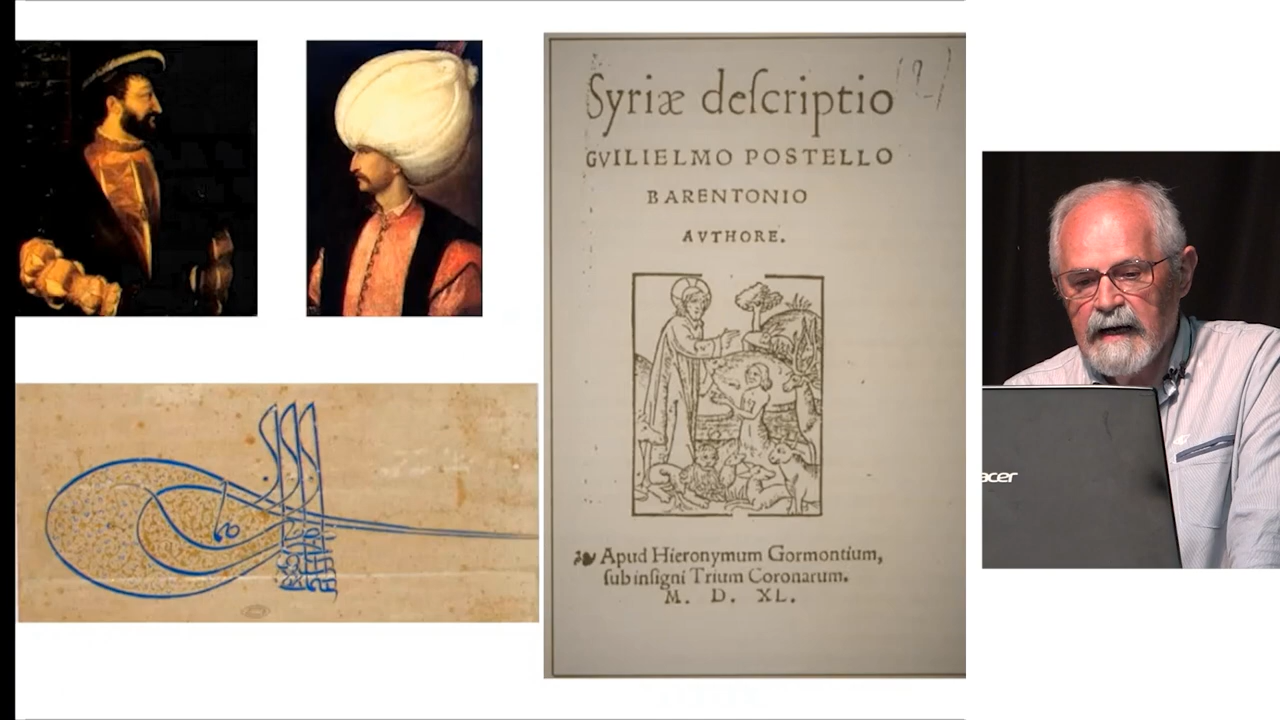 Syriæ deſcriptio
GVILIELMO POSTELLO
BARENTONIO
AVTHORE.
Apud Hieronymum Gormontium,
ſub inſigni Trium Coronarum.
M. D. XL.
acer